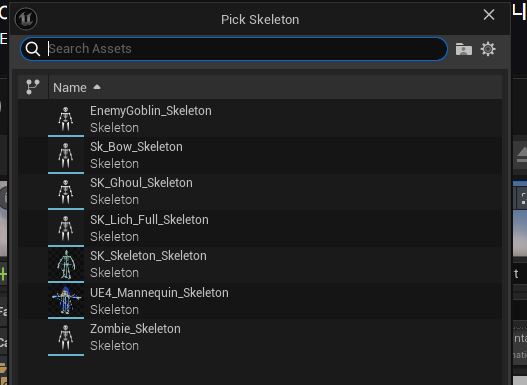 Pick Skeleton
Search Assets
Name
EnemyGoblin_Skeleton
Skeleton
Sk_Bow_Skeleton
Skeleton
SK_Ghoul_Skeleton
Skeleton
SK_Lich_Full_Skeleton
Skeleton
SK_Skeleton_Skeleton
Skeleton
UE4_Mannequin_Skeleton
Skeleton
Zombie_Skeleton
Skeleton